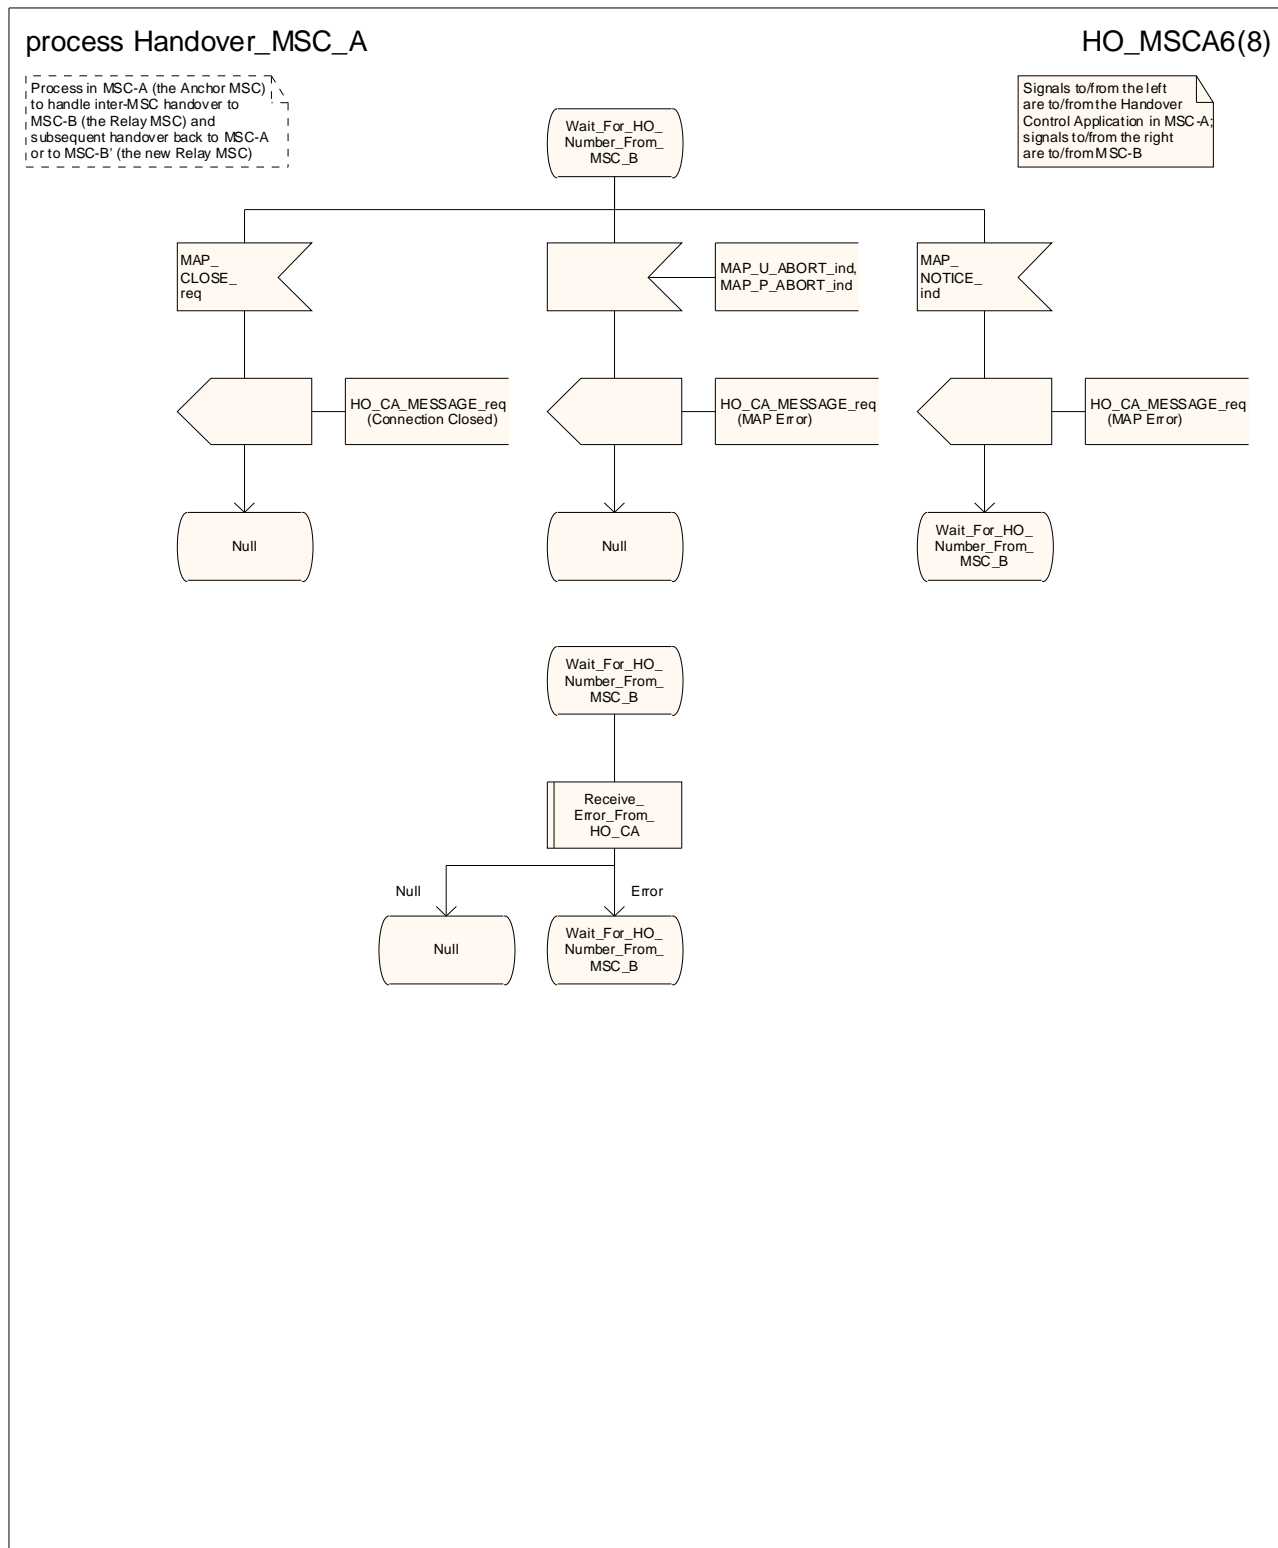 process Handover_MSC_A
HO_MSCA6(8)
Process in MSC-A (the Anchor MSC)
to handle inter-MSC handover to
MSC-B (the Relay MSC) and
subsequent handover back to MSC-A
or to MSC-B' (the new Relay MSC)
Signals to/from the left
are to/from the Handover
Control Application in MSC-A;
signals to/from the right
are to/from MSC-B
Wait_For_HO_
Number_From_
MSC_B
MAP_
CLOSE_
req
MAP_U_ABORT_ind,
MAP_P_ABORT_ind
MAP_
NOTICE_
ind
HO_CA_MESSAGE_req
(Connection Closed)
HO_CA_MESSAGE_req
(MAP Error)
HO_CA_MESSAGE_req
(MAP Error)
Null
Null
Wait_For_HO_
Number_From_
MSC_B
Wait_For_HO_
Number_From_
MSC_B
Receive_
Error_From_
HO_CA
Null
Error
Null
Wait_For_HO_
Number_From_
MSC_B